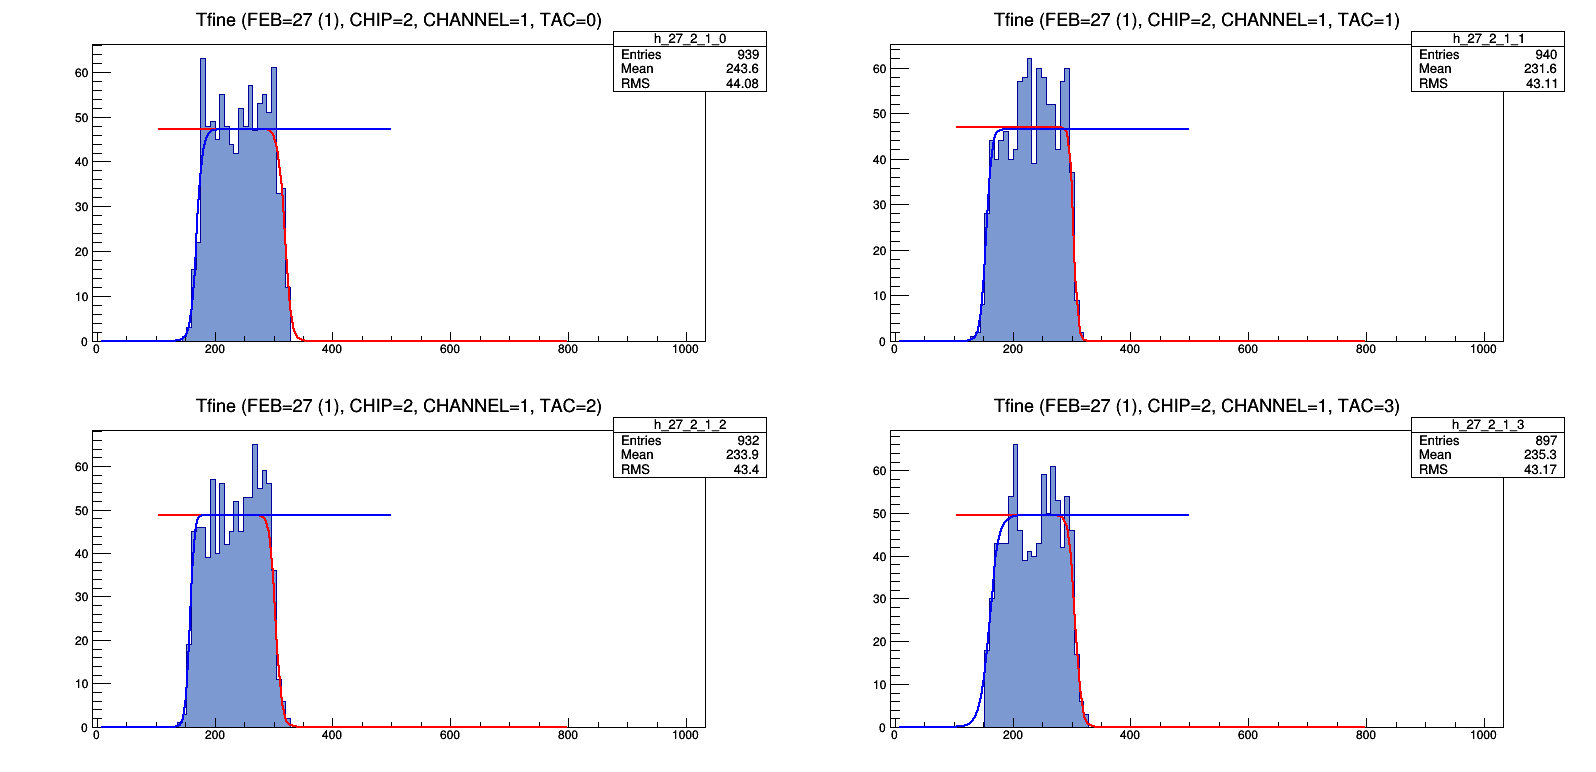 Tfine (FEB=27 (1), CHIP=2, CHANNEL=1, TAC=0)
h_27_2_1_0
Entries 939
Mean 243.6
RMS 44.08
60
50
40
30
20
10
0
0 200 400 600 800 1000
Tfine (FEB=27 (1), CHIP=2, CHANNEL=1, TAC=1)
h_27_2_1_1
Entries 940
Mean 231.6
RMS 43.11
60
50
40
30
20
10
0
0 200 400 600 800 1000
Tfine (FEB=27 (1), CHIP=2, CHANNEL=1, TAC=2)
h_27_2_1_2
Entries 932
Mean 233.9
RMS 43.4
60
50
40
30
20
10
0
0 200 400 600 800 1000
Tfine (FEB=27 (1), CHIP=2, CHANNEL=1, TAC=3)
h_27_2_1_3
Entries 897
Mean 235.3
RMS 43.17
60
50
40
30
20
10
0
0 200 400 600 800 1000